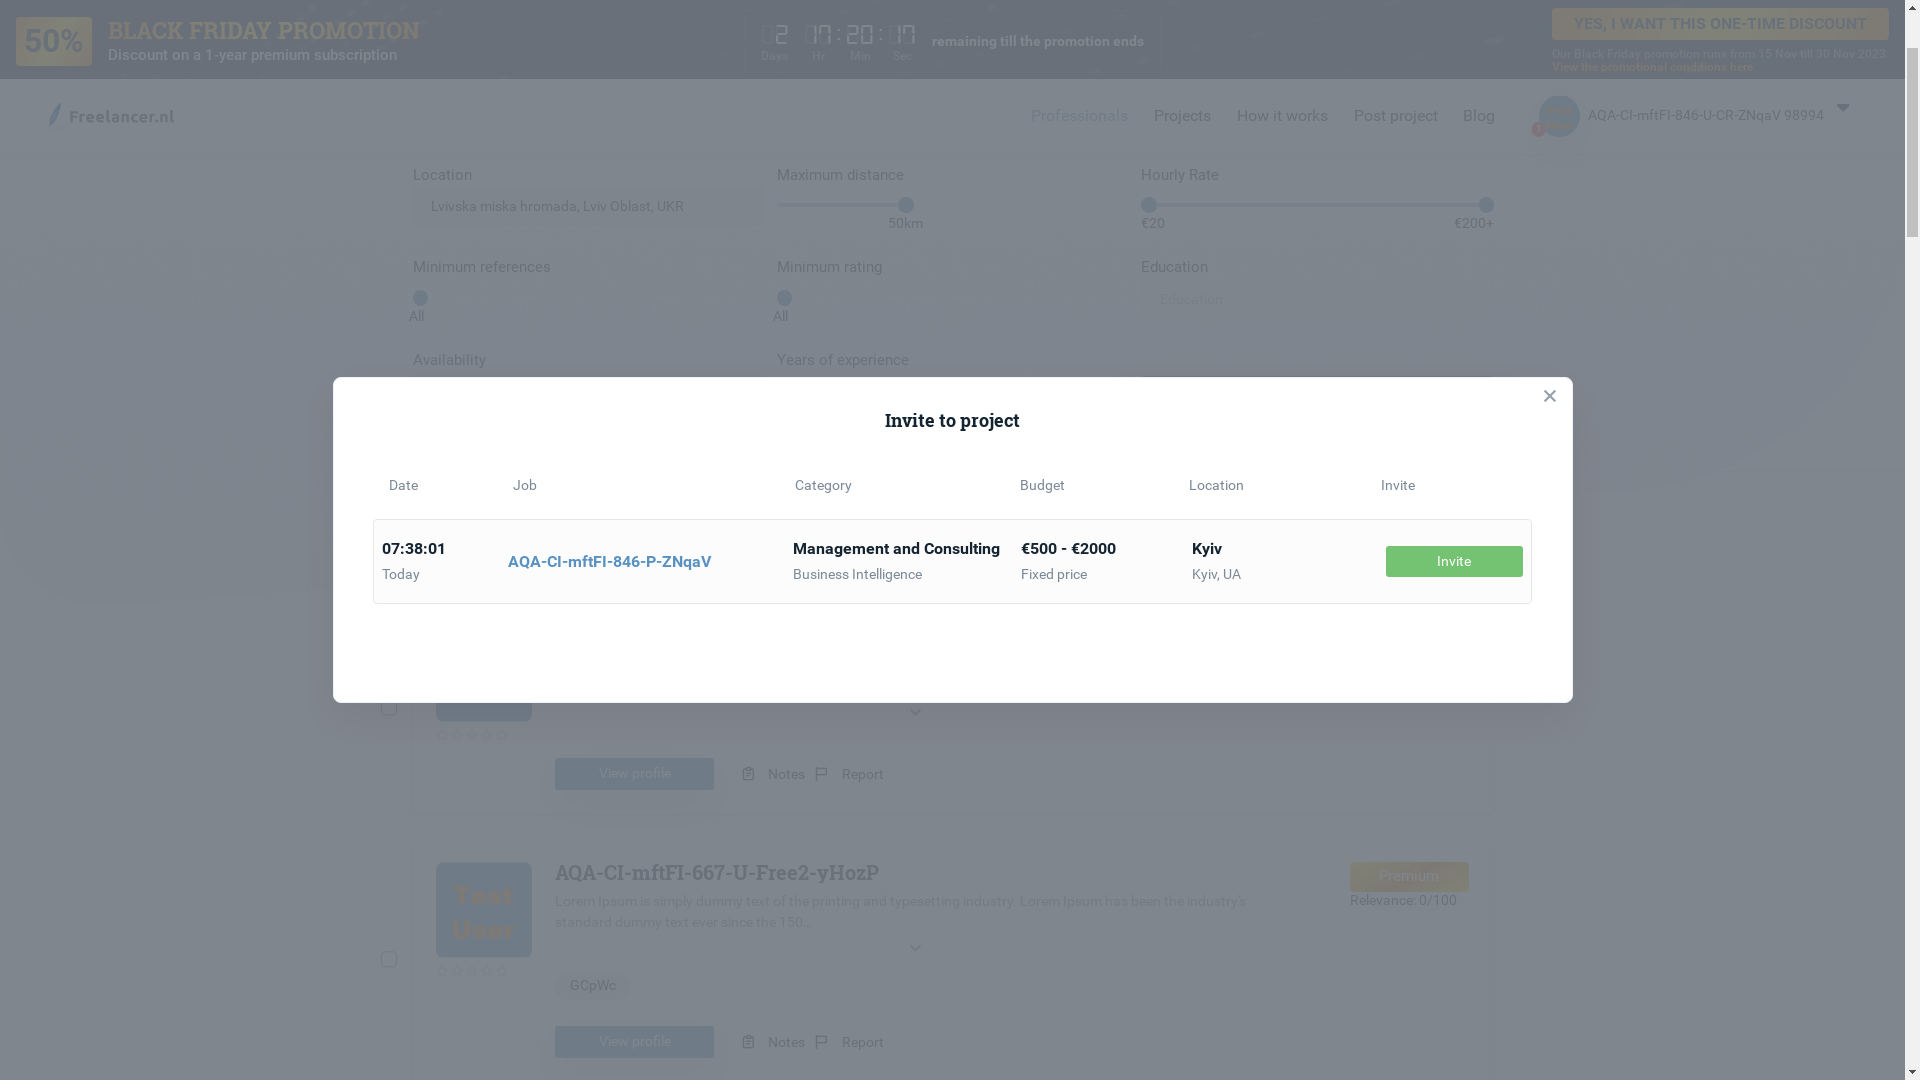 50%
BLACK FRIDAY PROMOTION
Discount on a 1-year premium subscription
2 17 : 20 : 17
Days Hr Min Sec
remaining till the promotion ends
YES, I WANT THIS ONE-TIME DISCOUNT
Our Black Friday promotion runs from 15 Nov till 30 Nov 2023.
View the promotional conditions here
Freelancer.nl
Professionals
Projects
How it works
Post project
Blog
AQA-CI-mftFI-846-U-CR-ZNqaV 98994
Location
Maximum distance
Hourly Rate
Lvivska miska hromada, Lviv Oblast, UKR
50km
€20
€200+
Minimum references
Minimum rating
Education
Education
All
All
Availability
Years of experience
Invite to project
Date
Job
Category
Budget
Location
Invite
07:38:01
Today
AQA-CI-mftFI-846-P-ZNqaV
Management and Consulting
Business Intelligence
€500 - €2000
Fixed price
Kyiv
Kyiv, UA
Invite
View profile
Notes
Report
Test
User
AQA-CI-mftFI-667-U-Free2-yHozP
Lorem Ipsum is simply dummy text of the printing and typesetting industry. Lorem Ipsum has been the industry's
standard dummy text ever since the 150...
Premium
Relevance: 0/100
GCpWc
View profile
Notes
Report